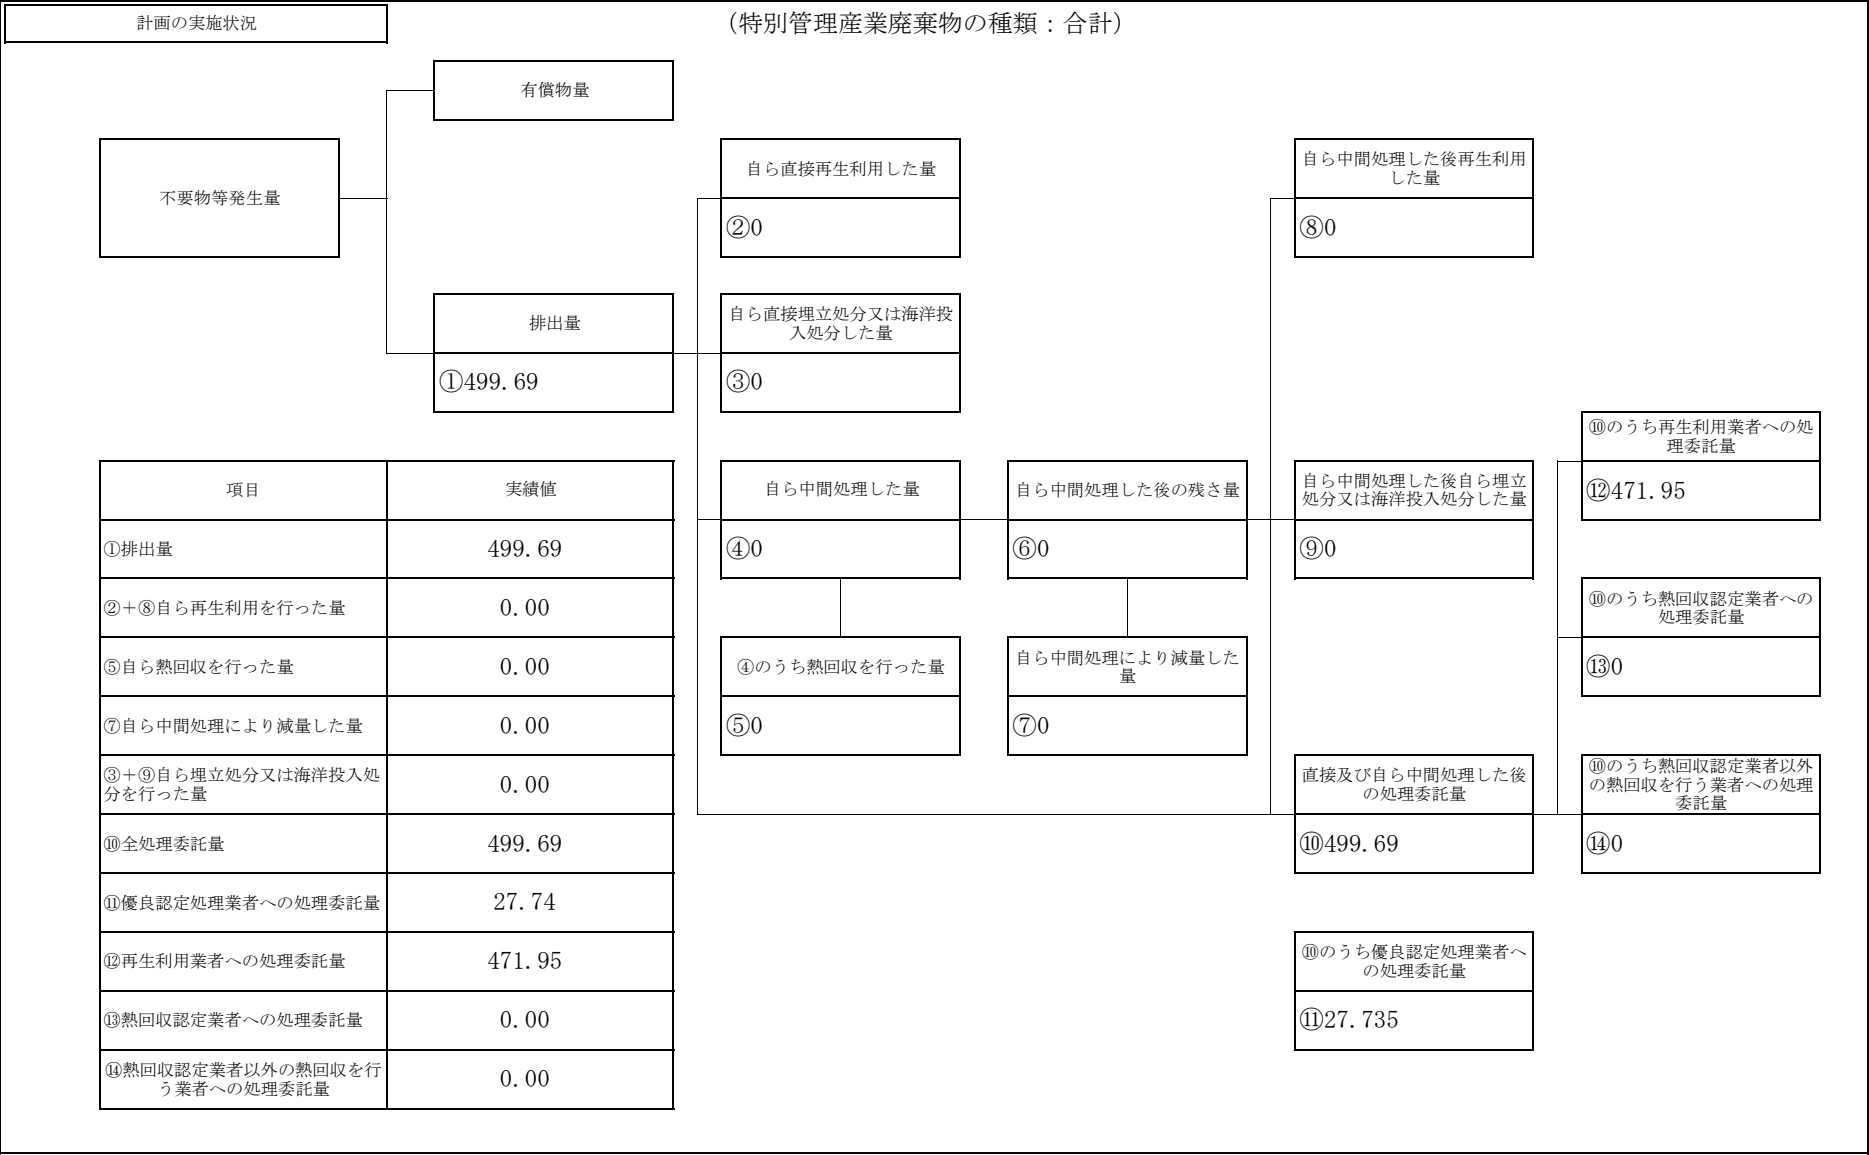 計画の実施状況
（特別管理産業廃棄物の種類：合計）
有償物量
不要物等発生量
自ら直接再生利用した量
②0
自ら中間処理した後再生利用
した量
⑧0
排出量
①499.69
自ら直接埋立処分又は海洋投
入処分した量
③0
⑩のうち再生利用業者への処
理委託量
⑫471.95
自ら中間処理した量
④0
自ら中間処理した後の残さ量
⑥0
自ら中間処理した後自ら埋立
処分又は海洋投入処分した量
⑨0
⑩のうち熱回収認定業者への
処理委託量
⑬0
④のうち熱回収を行った量
⑤0
自ら中間処理により減量した
量
⑦0
直接及び自ら中間処理した後
の処理委託量
⑩499.69
⑩のうち熱回収認定業者以外
の熱回収を行う業者への処理
委託量
⑭0
⑩のうち優良認定処理業者へ
の処理委託量
⑪27.735
項目 実績値
①排出量 499.69
②＋⑧自ら再生利用を行った量 0.00
⑤自ら熱回収を行った量 0.00
⑦自ら中間処理により減量した量 0.00
③＋⑨自ら埋立処分又は海洋投入処
分を行った量 0.00
⑩全処理委託量 499.69
⑪優良認定処理業者への処理委託量 27.74
⑫再生利用業者への処理委託量 471.95
⑬熱回収認定業者への処理委託量 0.00
⑭熱回収認定業者以外の熱回収を行
う業者への処理委託量 0.00